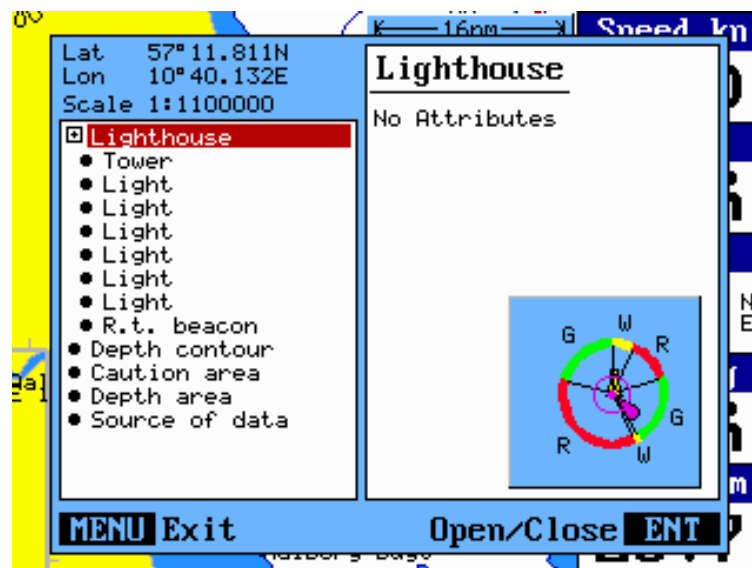 16nm
Speed kn
Lat 57°11.811N
Lon 10°40.132E
Scale 1:1100000
Lighthouse
Tower
Light
Light
Light
Light
Light
Light
R.t. beacon
Depth contour
Caution area
Depth area
Source of data
Lighthouse
No Attributes
G W R
G
R W
N
E
m
MENU Exit
Open/Close ENT